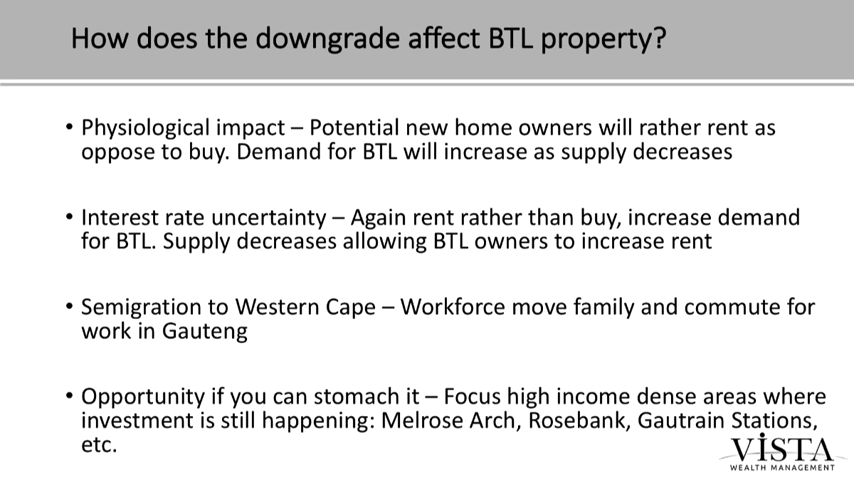 How does the downgrade affect BTL property?
• Physiological impact – Potential new home owners will rather rent as
oppose to buy. Demand for BTL will increase as supply decreases
• Interest rate uncertainty – Again rent rather than buy, increase demand
for BTL. Supply decreases allowing BTL owners to increase rent
• Semigration to Western Cape – Workforce move family and commute for
work in Gauteng
• Opportunity if you can stomach it – Focus high income dense areas where
investment is still happening: Melrose Arch, Rosebank, Gautrain Stations,
etc.
VISTA
WEALTH MANAGEMENT